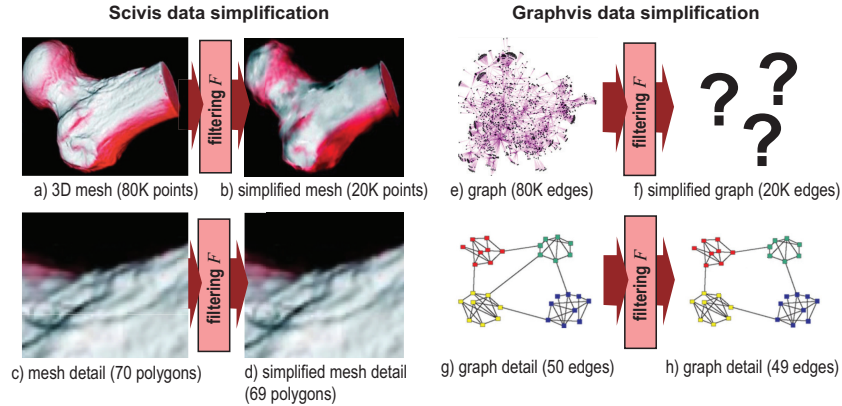 Scivis data simplification
Graphvis data simplification
filtering F
filtering F
?
?
?
a) 3D mesh (80K points)
b) simplified mesh (20K points)
e) graph (80K edges)
f) simplified graph (20K edges)
filtering F
filtering F
c) mesh detail (70 polygons)
d) simplified mesh detail
(69 polygons)
g) graph detail (50 edges)
h) graph detail (49 edges)